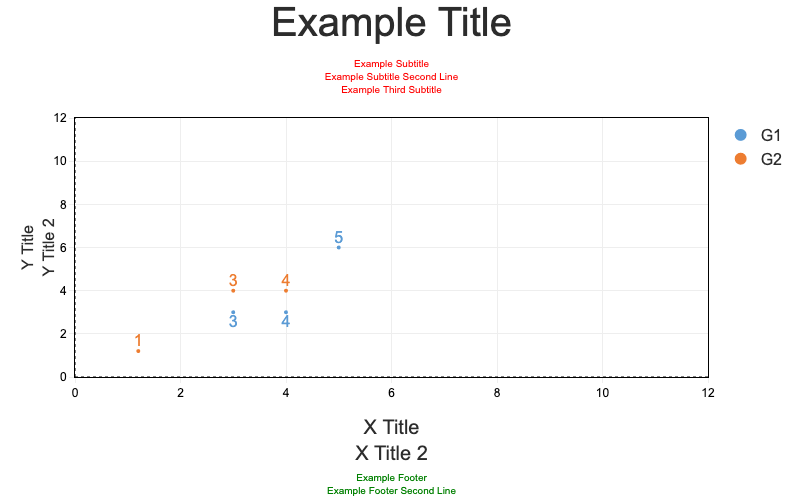 Example Title
Example Subtitle
Example Subtitle Second Line
Example Third Subtitle
Y Title
Y Title 2
12
10
8
6
4
2
0
5
3
4
3
4
1
G1
G2
0 2 4 6 8 10 12
X Title
X Title 2
Example Footer
Example Footer Second Line